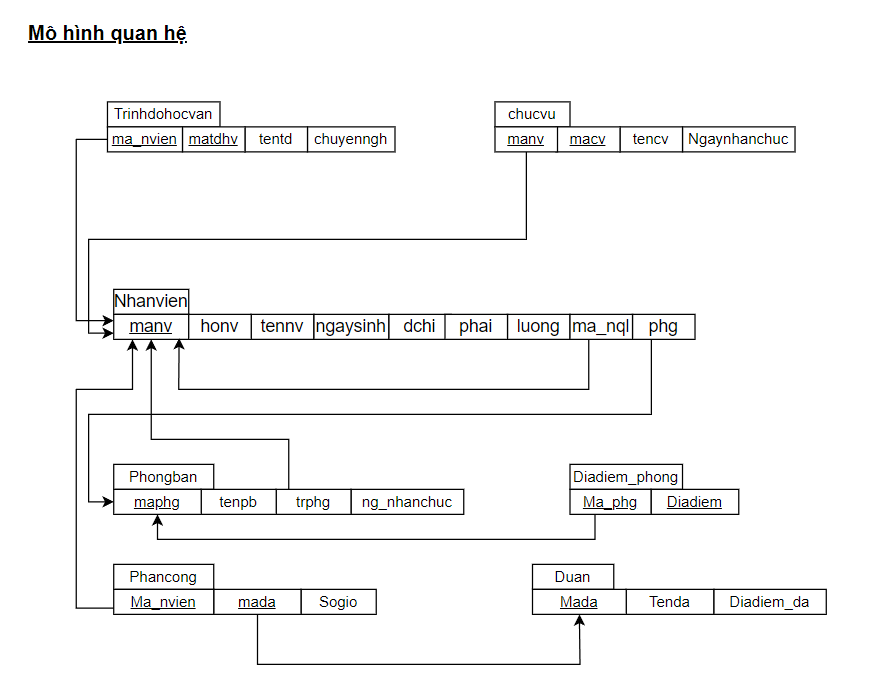 Mô hình quan hệ
Trinhdohocvan
ma_nvien matdhv tentd chuyenngh
chucvu
manv macv tencv Ngaynhanchuc
Nhanvien
manv honv tennv ngaysinh dchi phai luong ma_nql phg
Phongban
maphg tenpb trphg ng_nhanchuc
Diadiem_phong
Ma_phg Diadiem
Phancong
Ma_nvien mada Sogio
Duan
Mada Tenda Diadiem_da